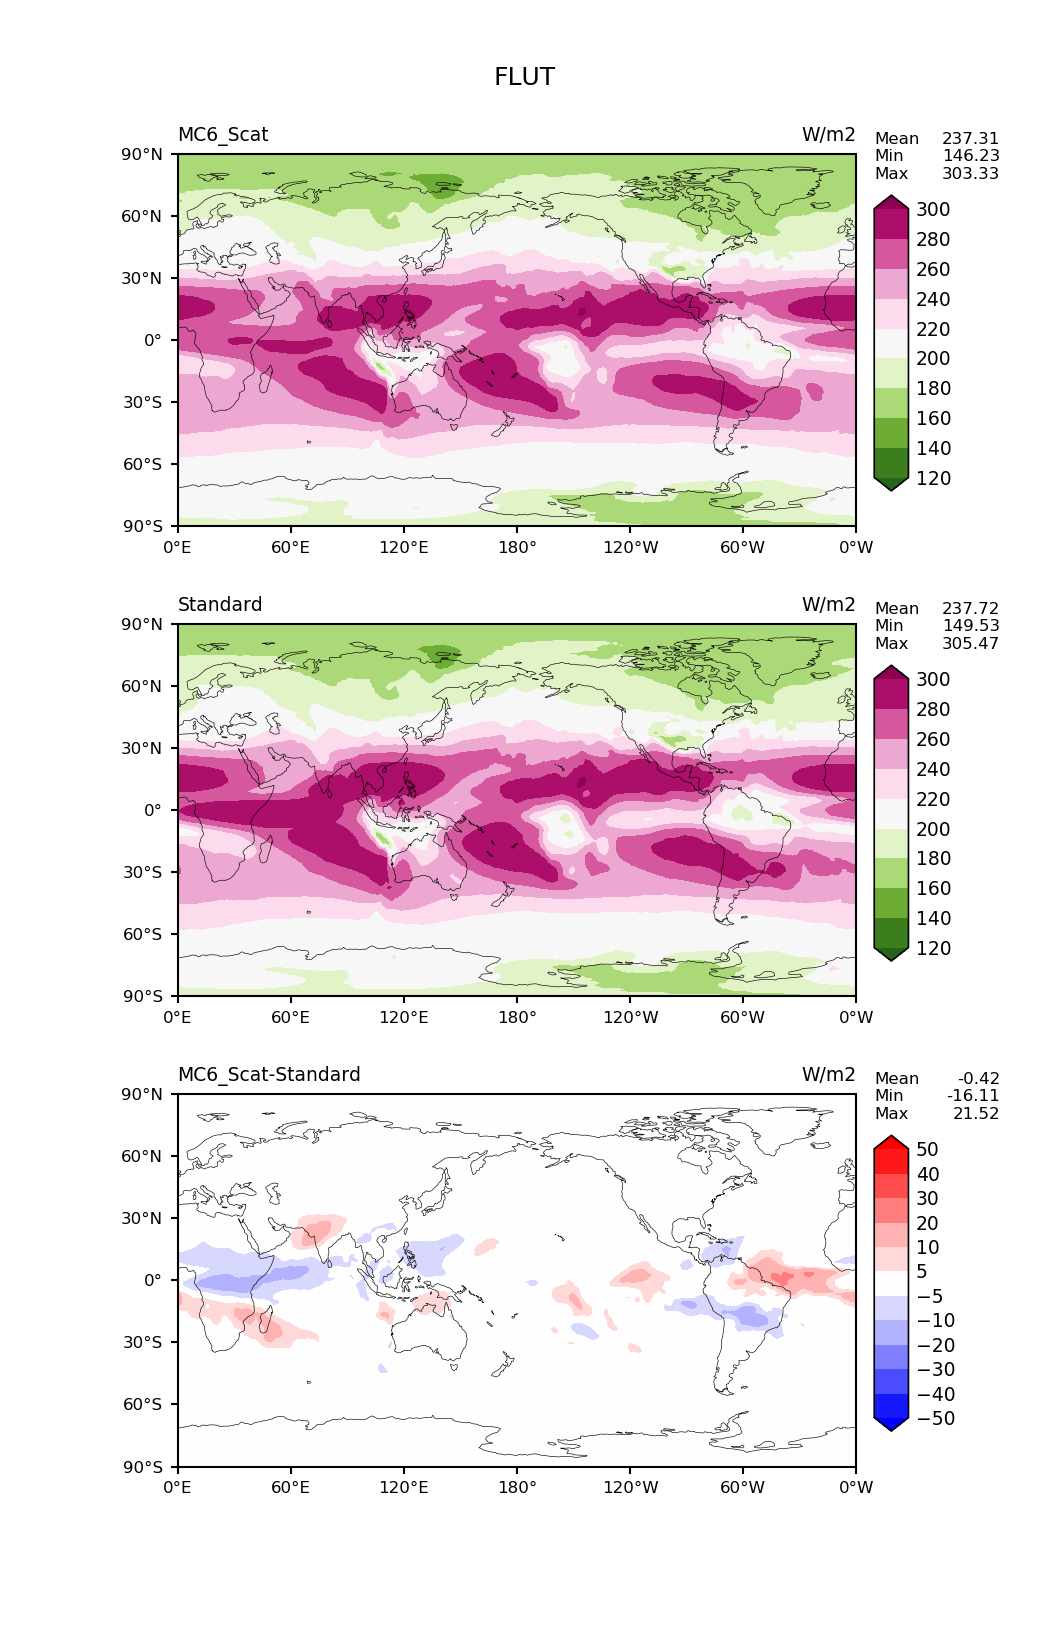 FLUT
MC6_Scat W/m2
Mean 237.31
Min 146.23
Max 303.33
90°N
60°N
30°N
0°
30°S
60°S
90°S
0°E 60°E 120°E 180° 120°W 60°W 0°W
300
280
260
240
220
200
180
160
140
120
Standard W/m2
Mean 237.72
Min 149.53
Max 305.47
90°N
60°N
30°N
0°
30°S
60°S
90°S
0°E 60°E 120°E 180° 120°W 60°W 0°W
300
280
260
240
220
200
180
160
140
120
MC6_Scat-Standard W/m2
Mean -0.42
Min -16.11
Max 21.52
90°N
60°N
30°N
0°
30°S
60°S
90°S
0°E 60°E 120°E 180° 120°W 60°W 0°W
50
40
30
20
10
5
−5
−10
−20
−30
−40
−50